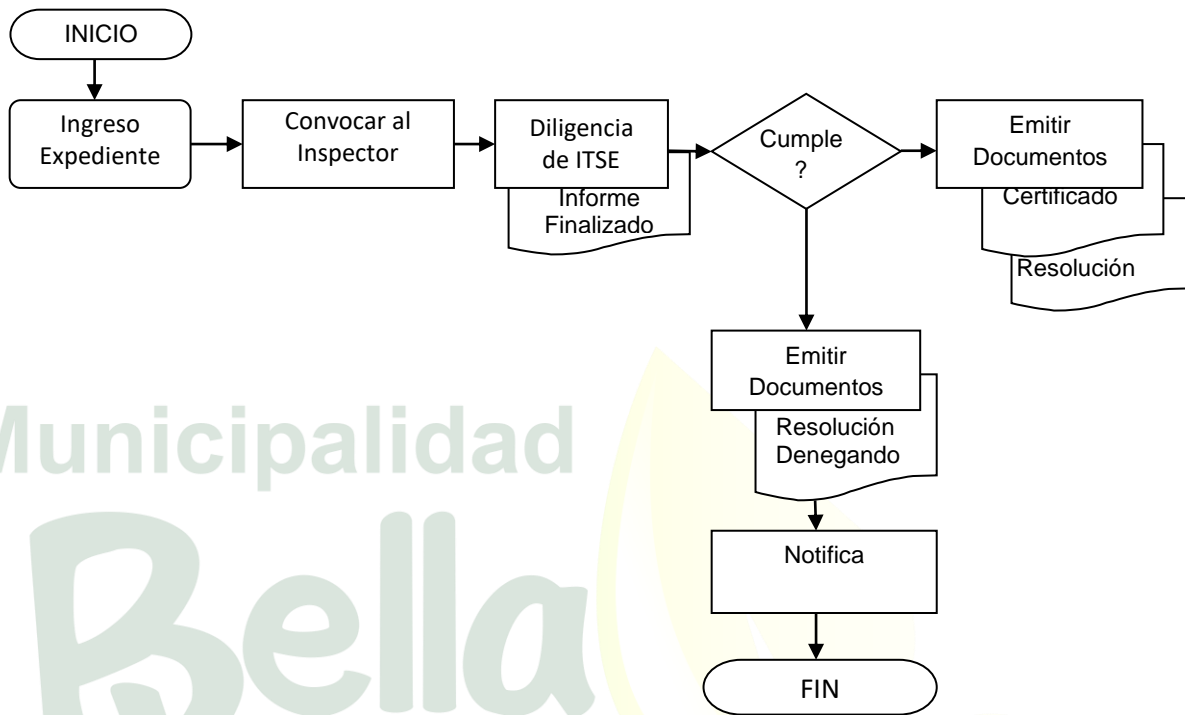 INICIO
Ingreso
Expediente
Convocar al
Inspector
Diligencia
de ITSE
Informe
Finalizado
Cumple
?
Emitir
Documentos
Certificado
Resolución
Emitir
Documentos
Resolución
Denegando
Notifica
FIN
Municipalidad
Bella